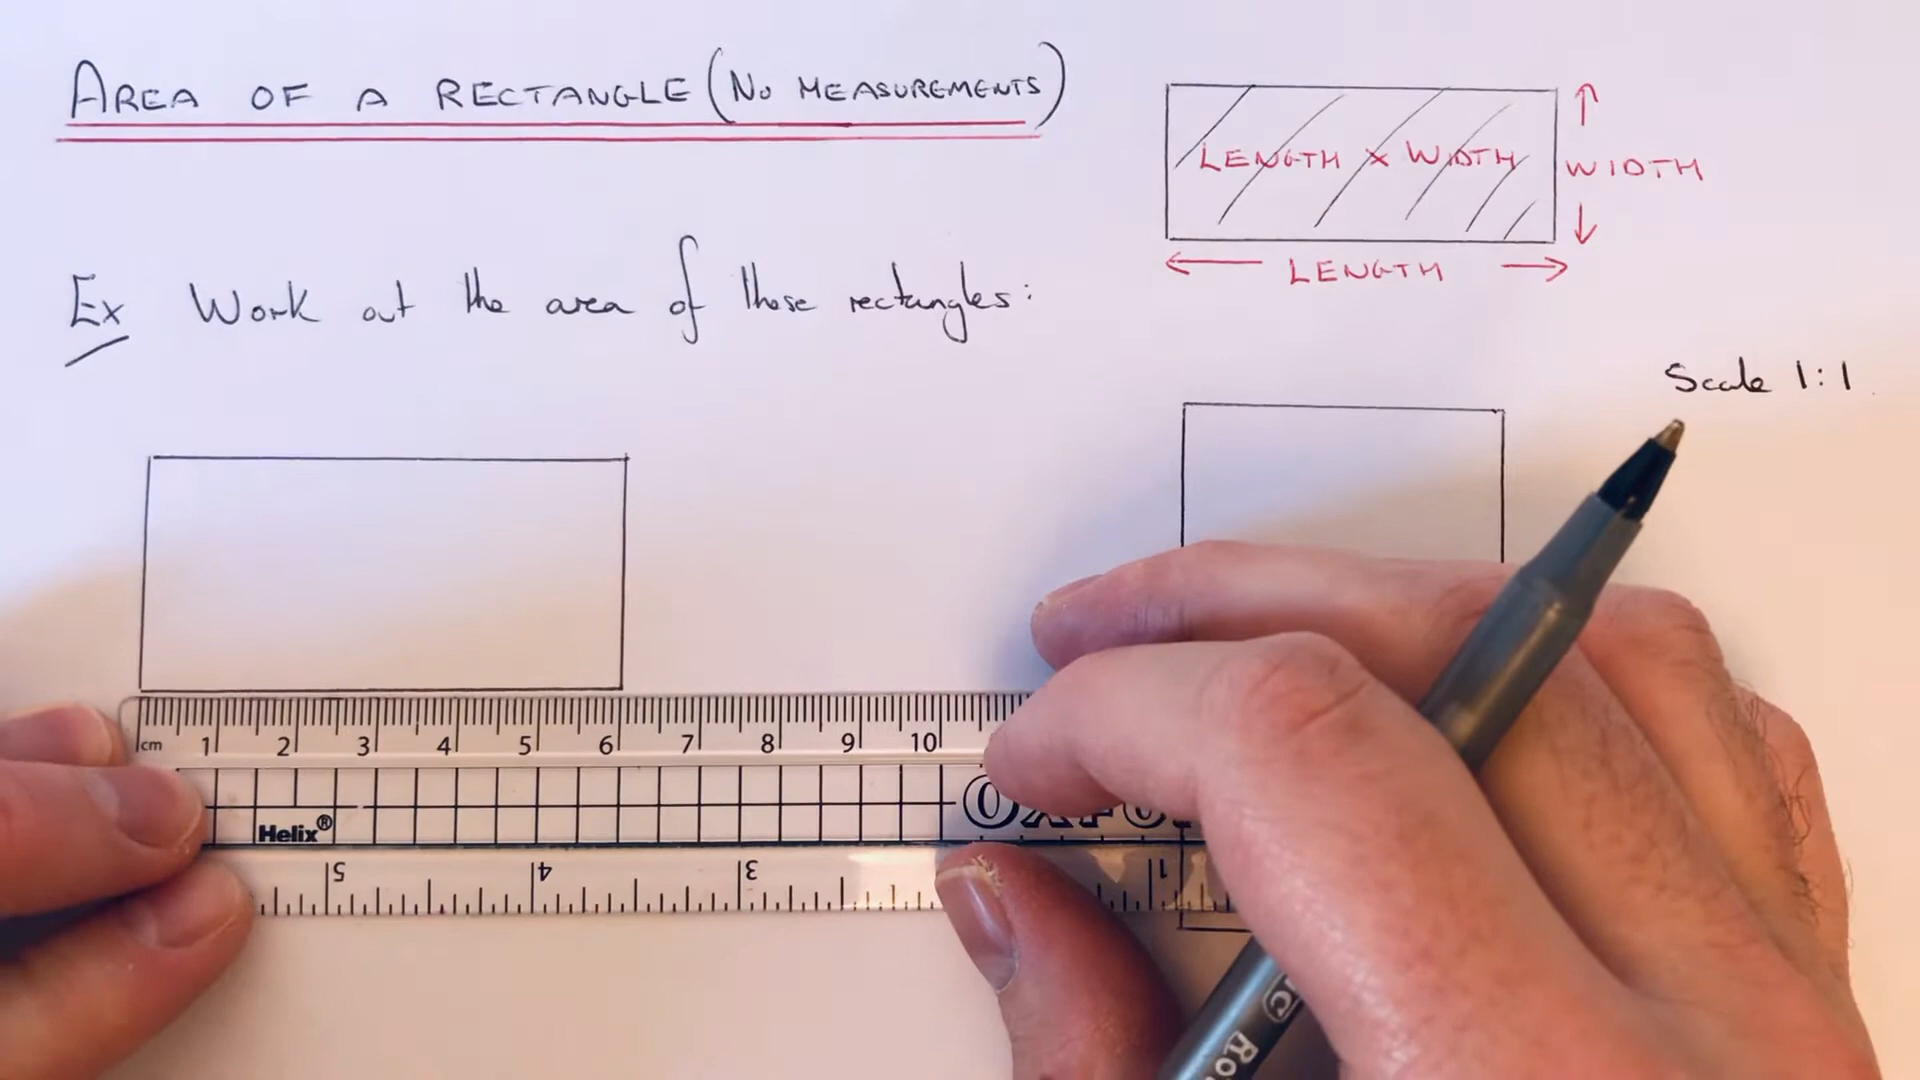 AREA OF A RECTANGLE (NO MEASUREMENTS)
LENGTH x WIDTH
WIDTH
LENGTH
Ex Work out the area of these rectangles:
Scale 1:1
cm 1 2 3 4 5 6 7 8 9 10
Helix®
5 4 3 1